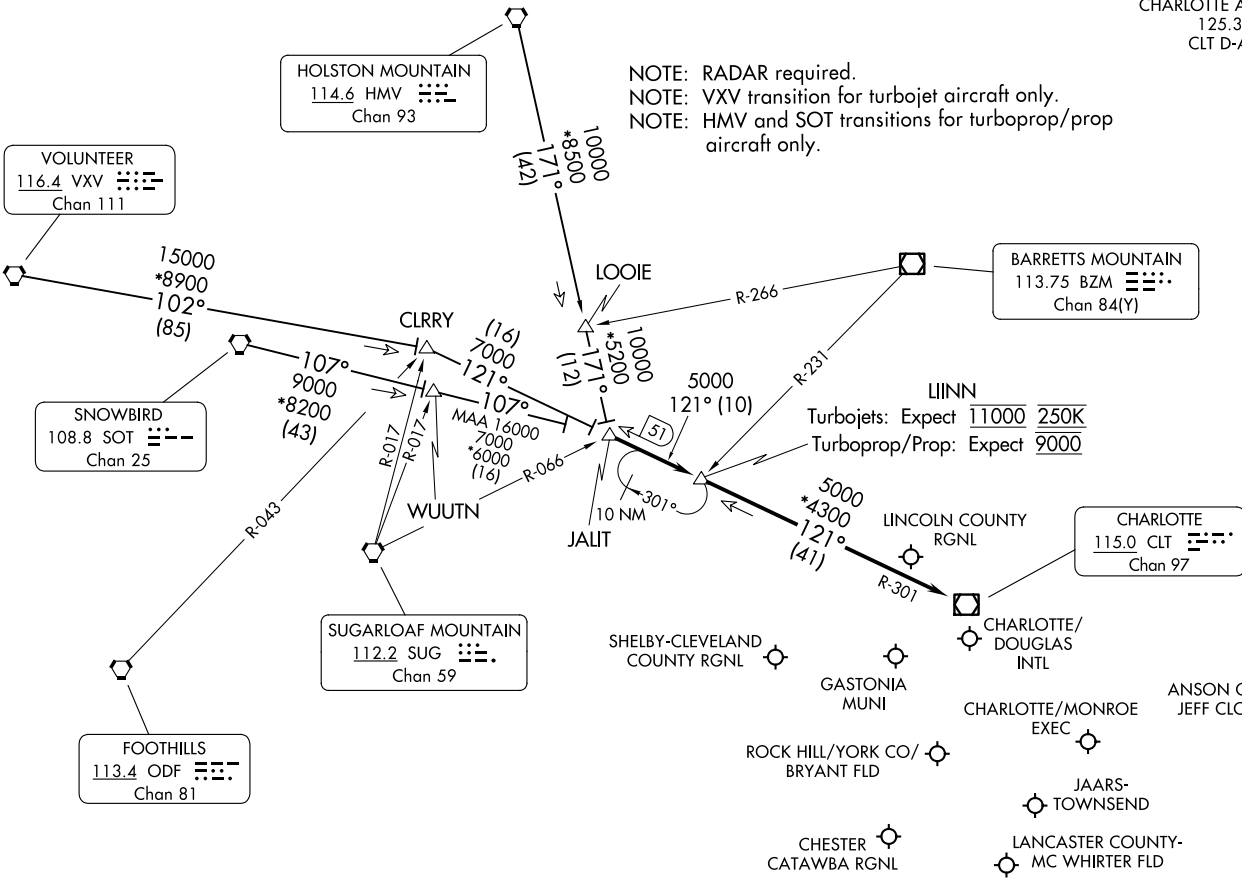 CHARLOTTE A
125.3
CLT D-A
HOLSTON MOUNTAIN
114.6 HMV
Chan 93
NOTE: RADAR required.
NOTE: VXV transition for turbojet aircraft only.
NOTE: HMV and SOT transitions for turboprop/prop
aircraft only.
10000
*8500
171°
(42)
VOLUNTEER
116.4 VXV
Chan 111
15000
*8900
102°
(85)
LOOIE
R-266
BARRETTS MOUNTAIN
113.75 BZM
Chan 84(Y)
CLRRY
(16)
7000
121°
10000
*5200
171°
(12)
107°
9000
*8200
(43)
107°
MAA 16000
7000
*6000
(16)
5000
121° (10)
51
R-231
LIINN
Turbojets: Expect 11000 250K
Turboprop/Prop: Expect 9000
SNOWBIRD
108.8 SOT
Chan 25
R-017
R-017
R-066
301°
10 NM
R-043
WUUTN
JALIT
5000
*4300
121°
(41)
R-301
LINCOLN COUNTY
RGNL
CHARLOTTE
115.0 CLT
Chan 97
SUGARLOAF MOUNTAIN
112.2 SUG
Chan 59
SHELBY-CLEVELAND
COUNTY RGNL
GASTONIA
MUNI
CHARLOTTE/
DOUGLAS
INTL
CHARLOTTE/MONROE
EXEC
ANSON C
JEFF CLO
FOOTHILLS
113.4 ODF
Chan 81
ROCK HILL/YORK CO/
BRYANT FLD
JAARS-
TOWNSEND
CHESTER
CATAWBA RGNL
LANCASTER COUNTY-
MC WHIRTER FLD